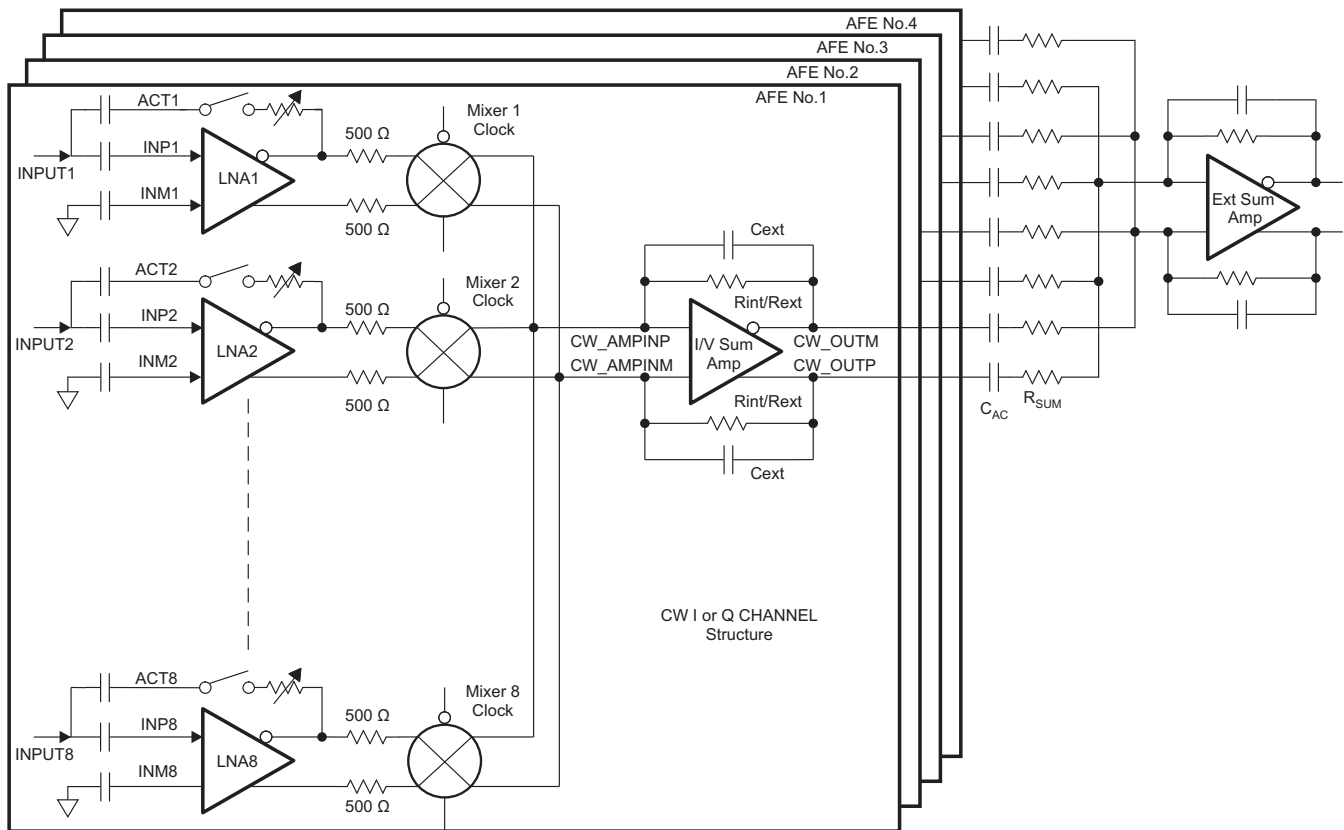 AFE No.4
AFE No.3
AFE No.2
AFE No.1
ACT1
INP1
INPUT1
INM1
LNA1
500 Ω
500 Ω
Mixer 1
Clock
ACT2
INP2
INPUT2
INM2
LNA2
500 Ω
500 Ω
Mixer 2
Clock
Cext
Rint/Rext
CW_AMPINP
CW_AMPINM
I/V Sum
Amp
CW_OUTM
CW_OUTP
Rint/Rext
Cext
CAC
RSUM
Ext Sum
Amp
CW I or Q CHANNEL
Structure
ACT8
INP8
INPUT8
INM8
LNA8
500 Ω
500 Ω
Mixer 8
Clock